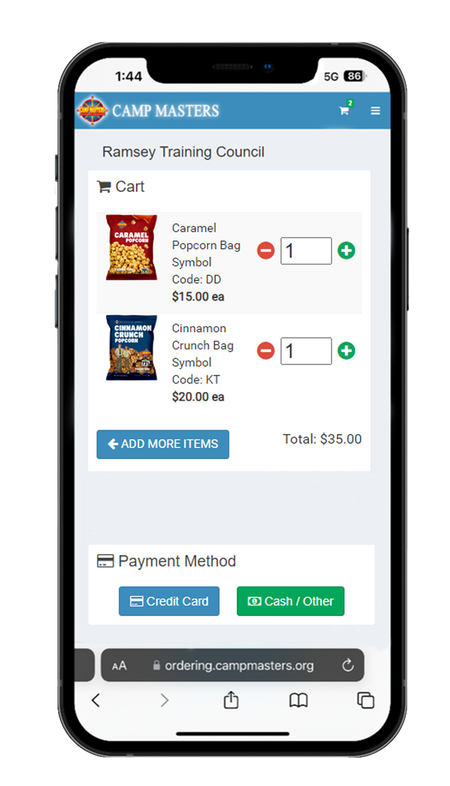 1:44
5G 86
CAMP MASTERS
2
Ramsey Training Council
Cart
CARAMEL
POPCORN
Caramel
Popcorn Bag
Symbol
Code: DD
$15.00 ea
1
CINNAMON
CRUNCH
POPCORN
Cinnamon
Crunch Bag
Symbol
Code: KT
$20.00 ea
1
ADD MORE ITEMS
Total: $35.00
Payment Method
Credit Card
Cash / Other
AA
ordering.campmasters.org